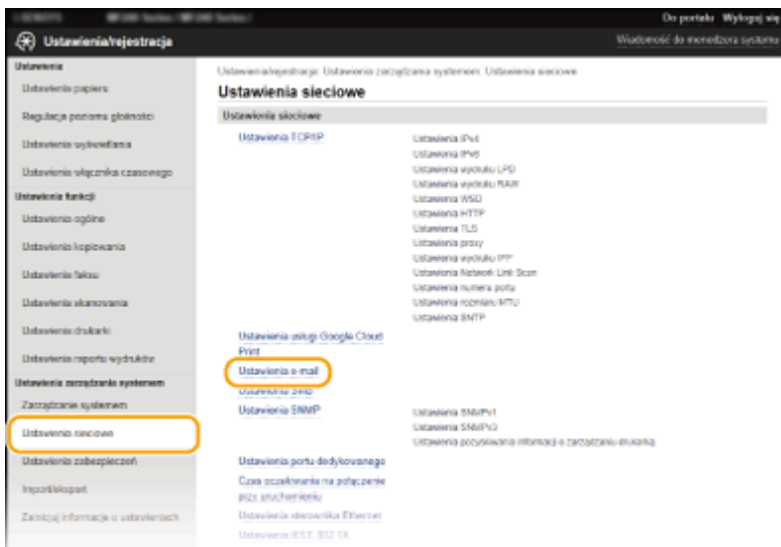 Do portalu Wyloguj się
Ustawienia/rejestracja
Wiadomość do menedżera systemu
Ustawienia
Ustawienia papieru
Regulacja poziomu głośności
Ustawienia wyświetlania
Ustawienia włącznika czasowego
Ustawienia funkcji
Ustawienia ogólne
Ustawienia kopiowania
Ustawienia faksu
Ustawienia skanowania
Ustawienia drukarki
Ustawienia raportu wydruków
Ustawienia zarządzania systemem
Zarządzanie systemem
Ustawienia sieciowe
Ustawienia zabezpieczeń
Import/eksport
Zainicjuj informacje o ustawieniach
Ustawienia/rejestracja: Ustawienia zarządzania systemem: Ustawienia sieciowe
Ustawienia sieciowe
Ustawienia sieciowe
Ustawienia TCP/IP
Ustawienia IPv4
Ustawienia IPv6
Ustawienia wydruku LPD
Ustawienia wydruku RAW
Ustawienia WSD
Ustawienia HTTP
Ustawienia TLS
Ustawienia proxy
Ustawienia wydruku IPP
Ustawienia Network Link Scan
Ustawienia numeru portu
Ustawienia rozmiaru MTU
Ustawienia SNTP
Ustawienia usługi Google Cloud
Print
Ustawienia e-mail
Ustawienia SMB
Ustawienia SNMP
Ustawienia SNMPv1
Ustawienia SNMPv3
Ustawienia pozyskiwania informacji o zarządzaniu drukarką
Ustawienia portu dedykowanego
Czas oczekiwania na połączenie
przy uruchomieniu
Ustawienia sterownika Ethernet
Ustawienia IEEE 802.1X